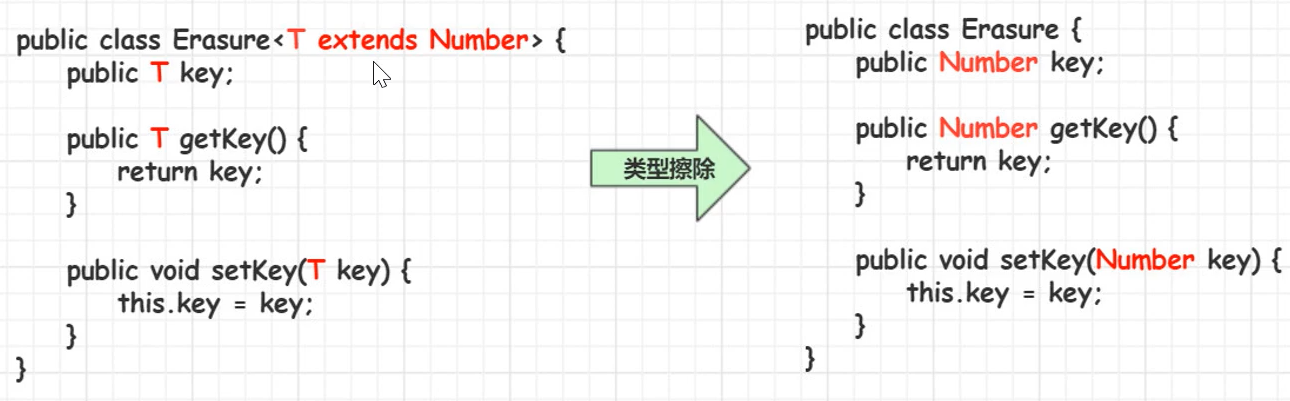 public class Erasure<T extends Number> {
public T key;
public T getKey() {
return key;
}
public void setKey(T key) {
this.key = key;
}
}
类型擦除
public class Erasure {
public Number key;
public Number getKey() {
return key;
}
public void setKey(Number key) {
this.key = key;
}
}